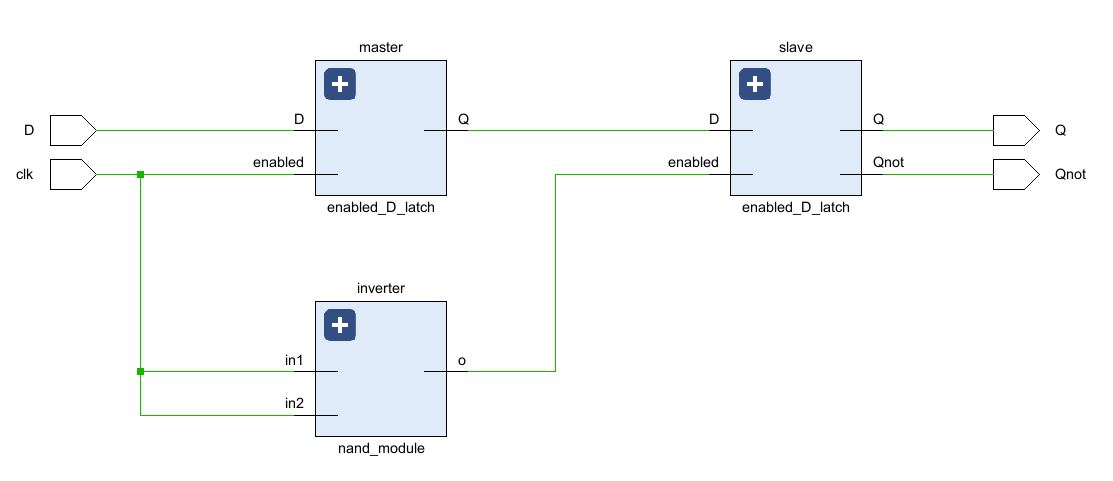 master
slave
D
D
Q
D
Q
Q
clk
enabled
enabled
Qnot
Qnot
enabled_D_latch
enabled_D_latch
inverter
in1
o
in2
nand_module